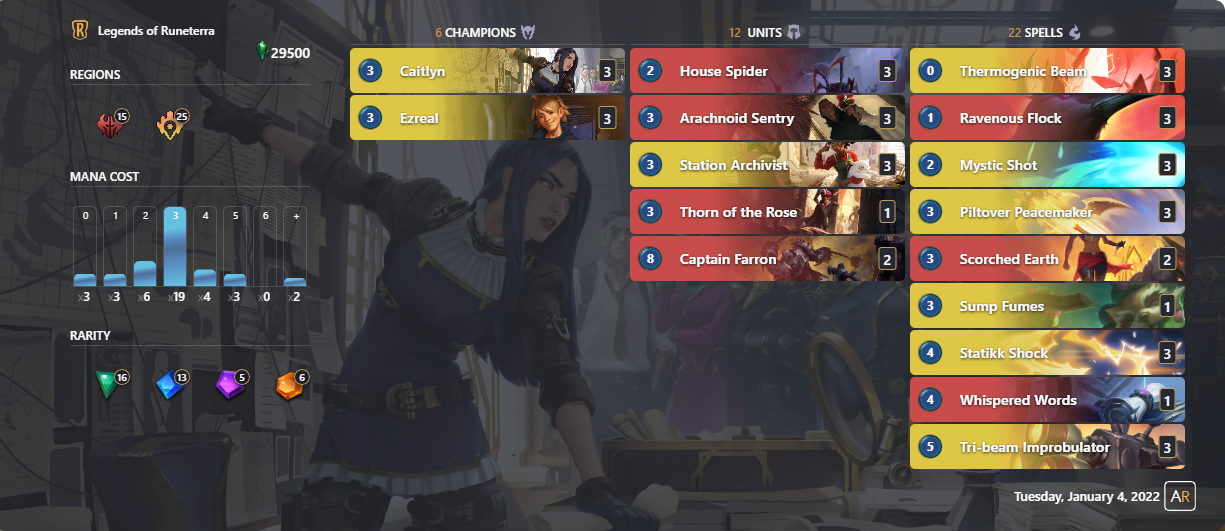 Legends of Runeterra
29500
REGIONS
15 25
MANA COST
0 1 2 3 4 5 6 +
x3 x3 x6 x19 x4 x3 x0 x2
RARITY
16 13 5 6
6 CHAMPIONS
3 Caitlyn 3
3 Ezreal 3
12 UNITS
2 House Spider 3
3 Arachnoid Sentry 3
3 Station Archivist 3
3 Thorn of the Rose 1
8 Captain Farron 2
22 SPELLS
0 Thermogenic Beam 3
1 Ravenous Flock 3
2 Mystic Shot 3
3 Piltover Peacemaker 3
3 Scorched Earth 2
3 Sump Fumes 1
4 Statikk Shock 3
4 Whispered Words 1
5 Tri-beam Improbulator 3
Tuesday, January 4, 2022 AR